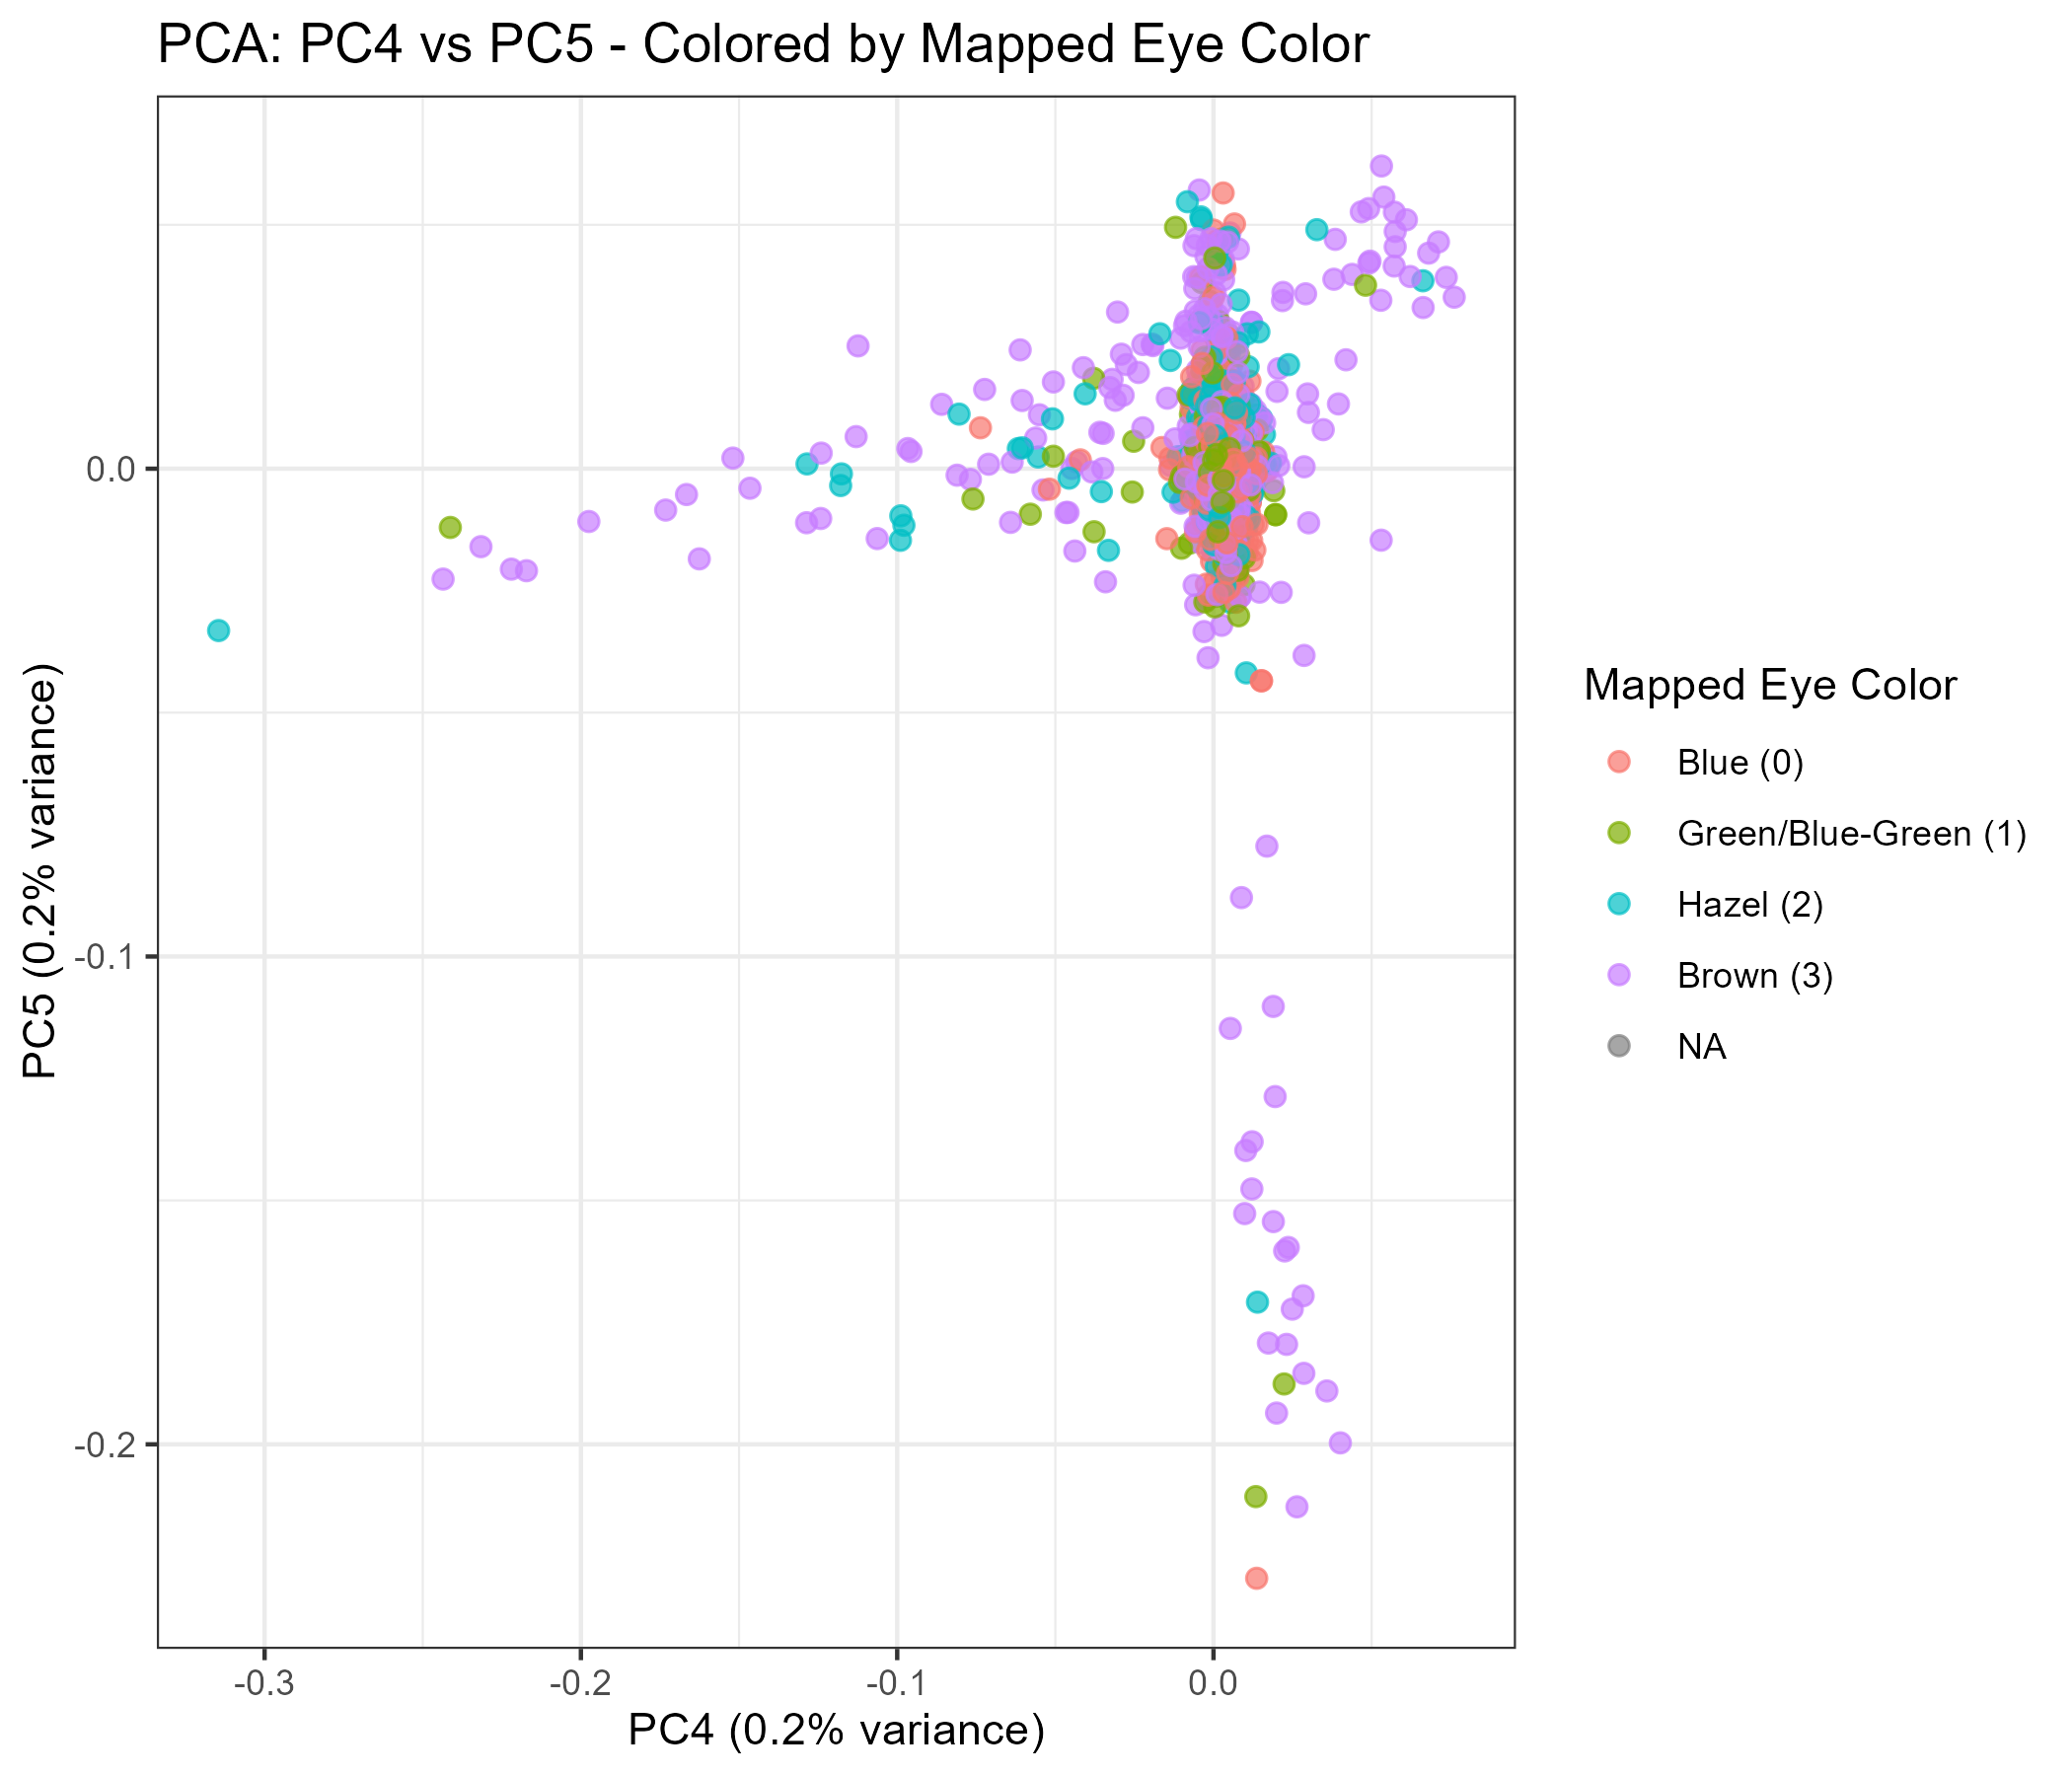 PCA: PC4 vs PC5 - Colored by Mapped Eye Color
PC5 (0.2% variance)
0.0
-0.1
-0.2
-0.3
-0.2
-0.1
0.0
PC4 (0.2% variance)
Mapped Eye Color
Blue (0)
Green/Blue-Green (1)
Hazel (2)
Brown (3)
NA